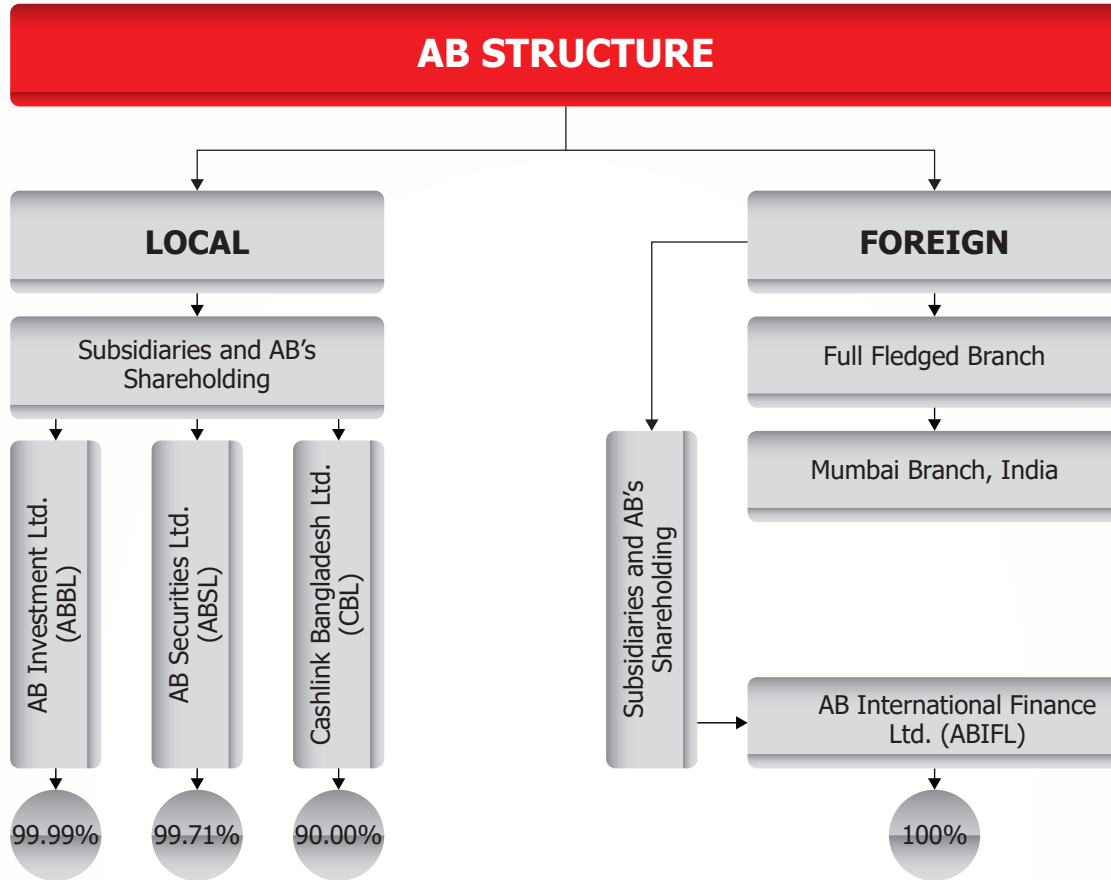 AB STRUCTURE
LOCAL
FOREIGN
Subsidiaries and AB's
Shareholding
Full Fledged Branch
Mumbai Branch, India
AB Investment Ltd.
(ABBL)
AB Securities Ltd.
(ABSL)
Cashlink Bangladesh Ltd.
(CBL)
Subsidiaries and AB's
Shareholding
AB International Finance
Ltd. (ABIFL)
99.99%
99.71%
90.00%
100%